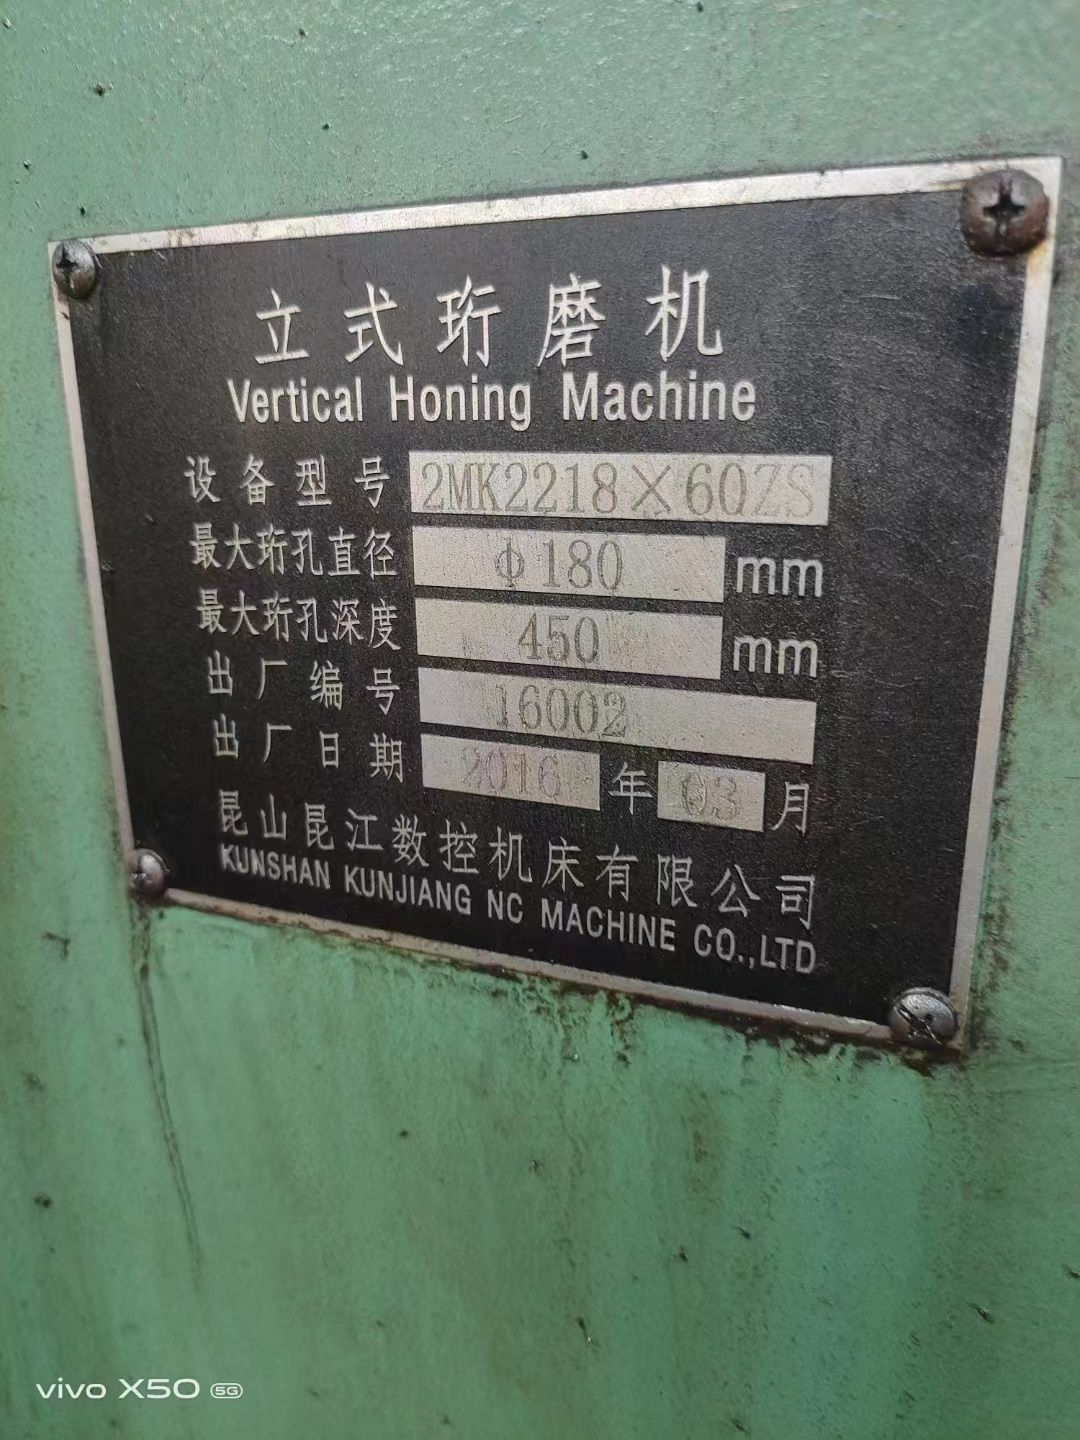 立式珩磨机
Vertical Honing Machine
设备型号 2MK2218×60ZS
最大珩孔直径 Φ180 mm
最大珩孔深度 450 mm
出厂编号 16002
出厂日期 2016 年 03 月
昆山昆江数控机床有限公司
KUNSHAN KUNJIANG NC MACHINE CO.,LTD
vivo X50 5G